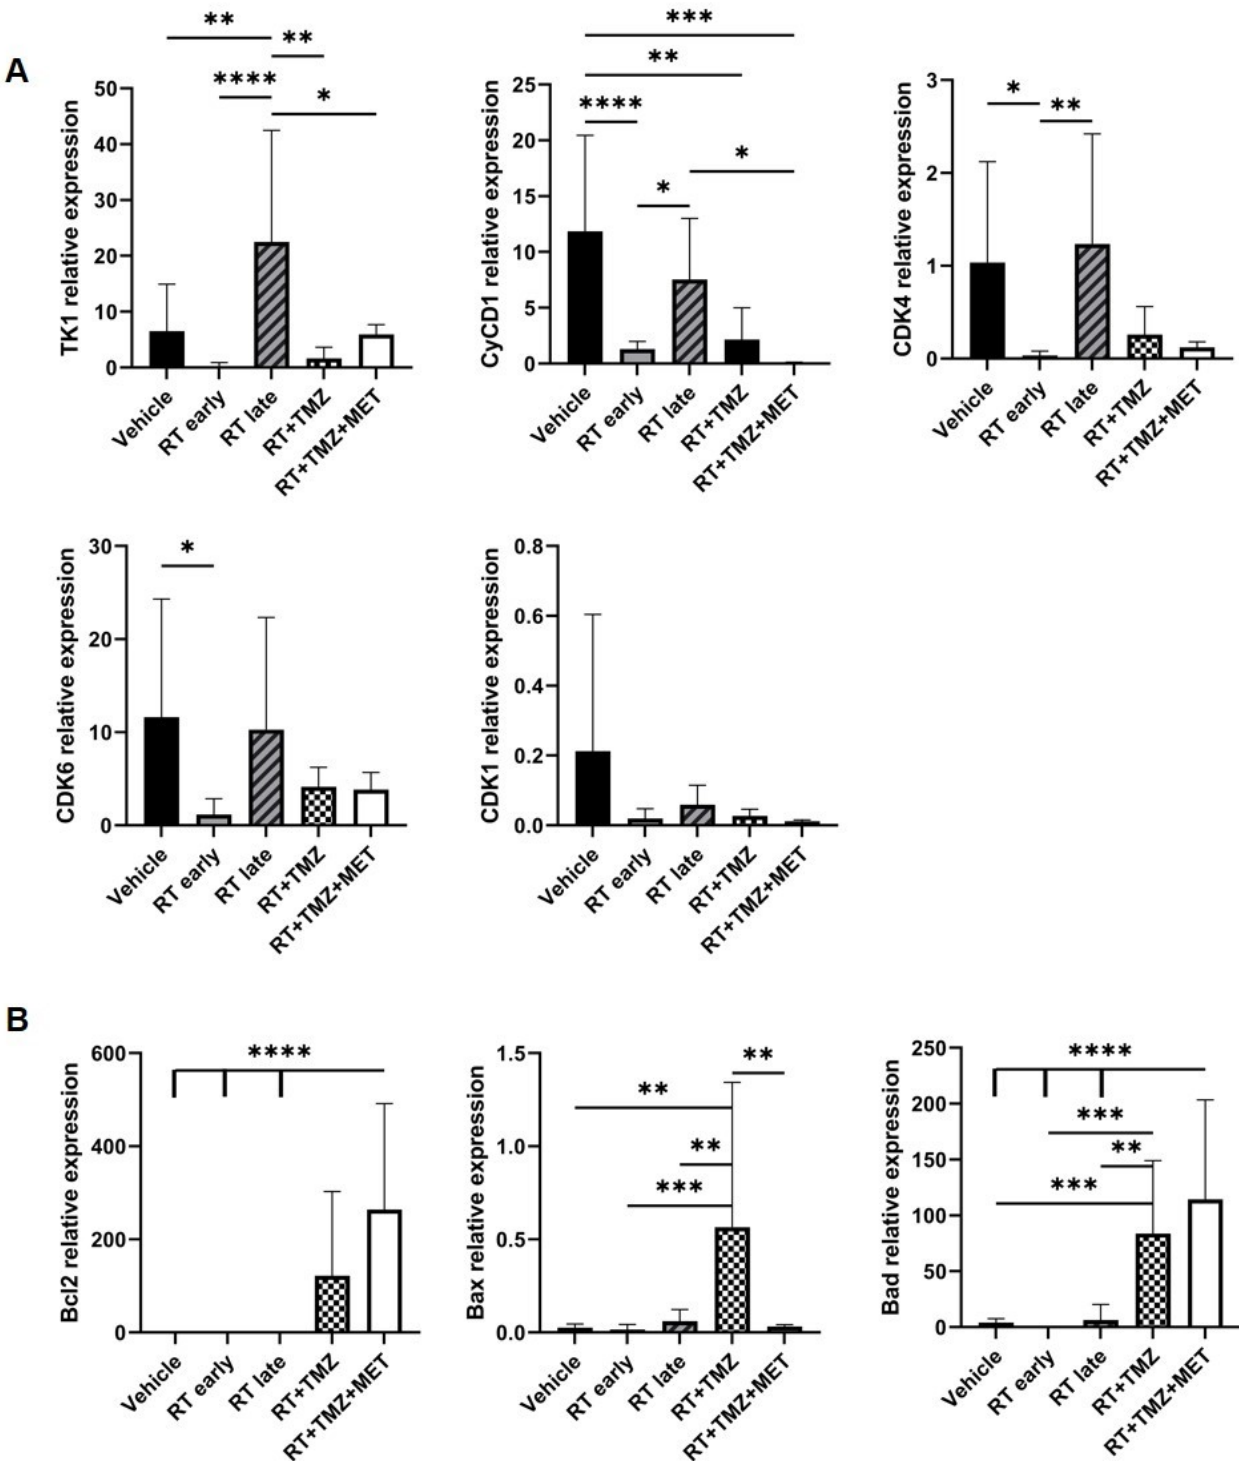 A
** ** **** *
TK1 relative expression
50
40
30
20
10
0
Vehicle
RT early
RT late
RT+TMZ
RT+TMZ+MET
*** ** **** * *
CyCD1 relative expression
25
20
15
10
5
0
Vehicle
RT early
RT late
RT+TMZ
RT+TMZ+MET
* **
CDK4 relative expression
3
2
1
0
Vehicle
RT early
RT late
RT+TMZ
RT+TMZ+MET
*
CDK6 relative expression
30
20
10
0
Vehicle
RT early
RT late
RT+TMZ
RT+TMZ+MET
CDK1 relative expression
0.8
0.6
0.4
0.2
0.0
Vehicle
RT early
RT late
RT+TMZ
RT+TMZ+MET
B
****
Bcl2 relative expression
600
400
200
0
Vehicle
RT early
RT late
RT+TMZ
RT+TMZ+MET
** ** ** ***
Bax relative expression
1.5
1.0
0.5
0.0
Vehicle
RT early
RT late
RT+TMZ
RT+TMZ+MET
**** *** ** ***
Bad relative expression
250
200
150
100
50
0
Vehicle
RT early
RT late
RT+TMZ
RT+TMZ+MET